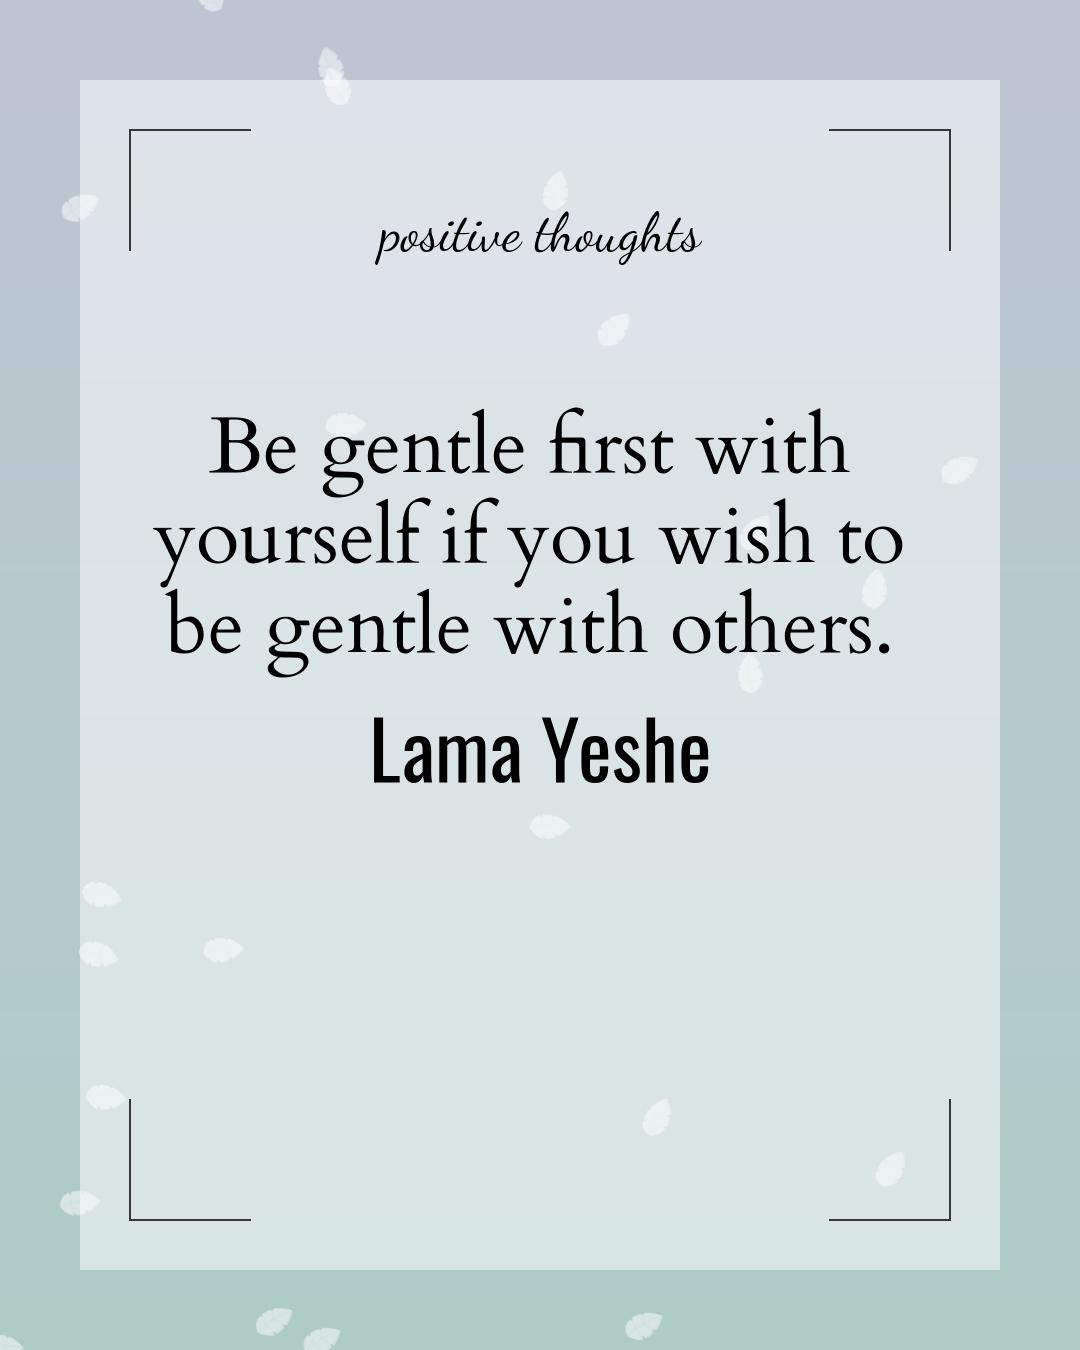 positive thoughts
Be gentle first with
yourself if you wish to
be gentle with others.
Lama Yeshe